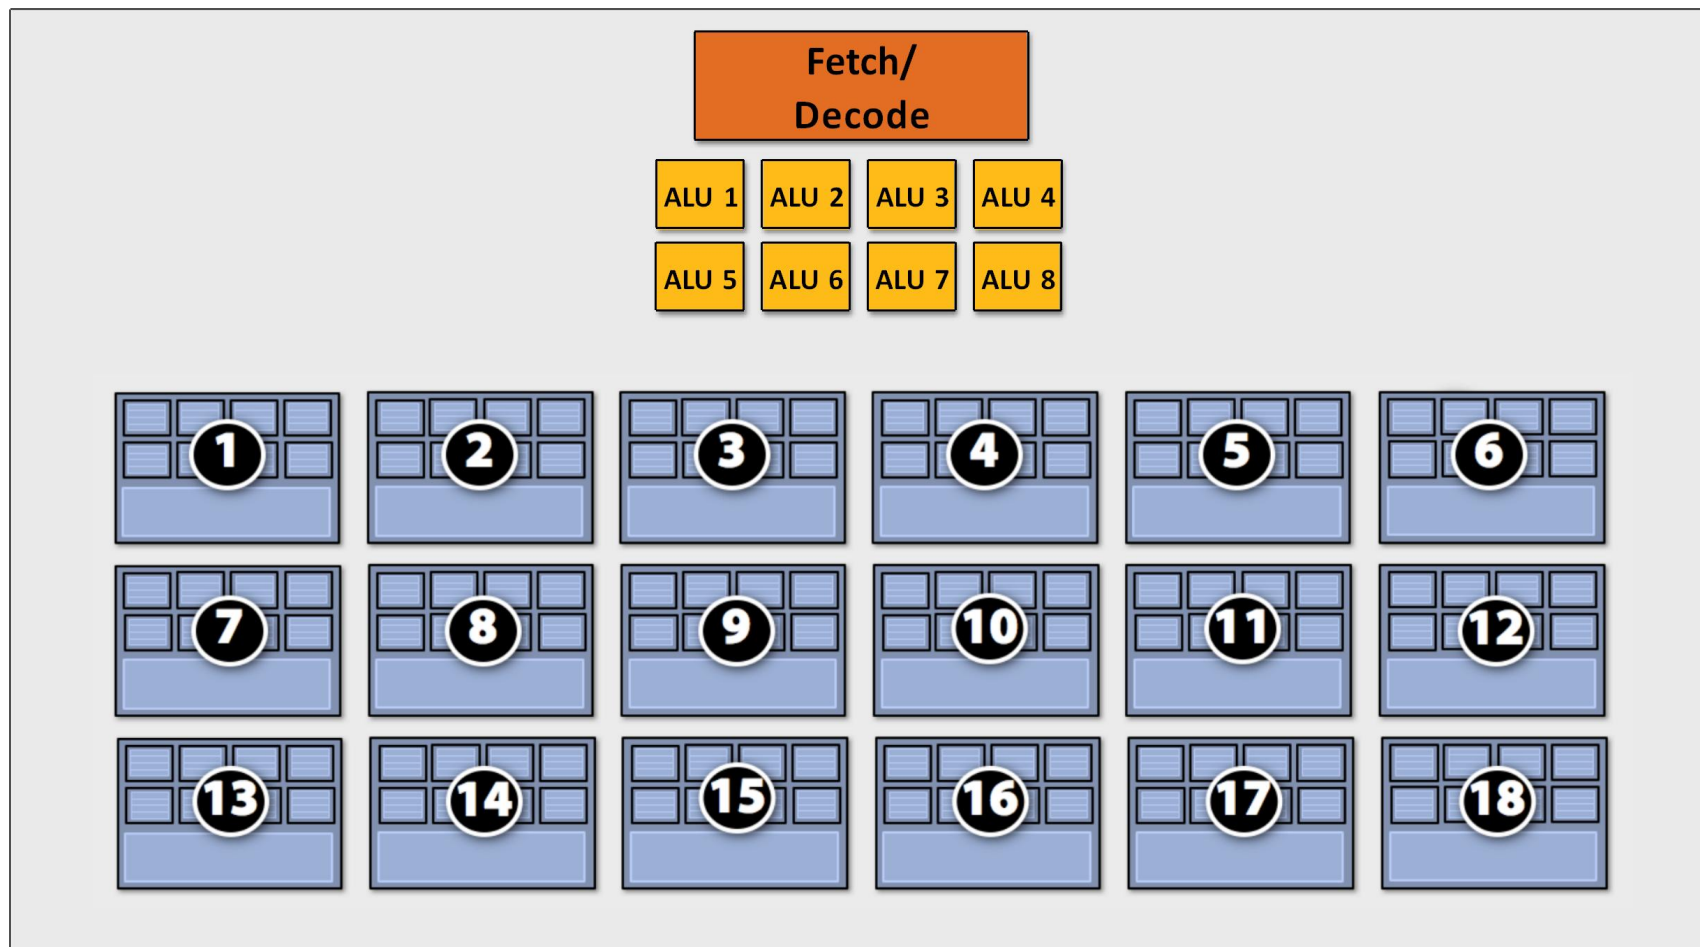 Fetch/
Decode
ALU 1 ALU 2 ALU 3 ALU 4
ALU 5 ALU 6 ALU 7 ALU 8
1 2 3 4 5 6
7 8 9 10 11 12
13 14 15 16 17 18